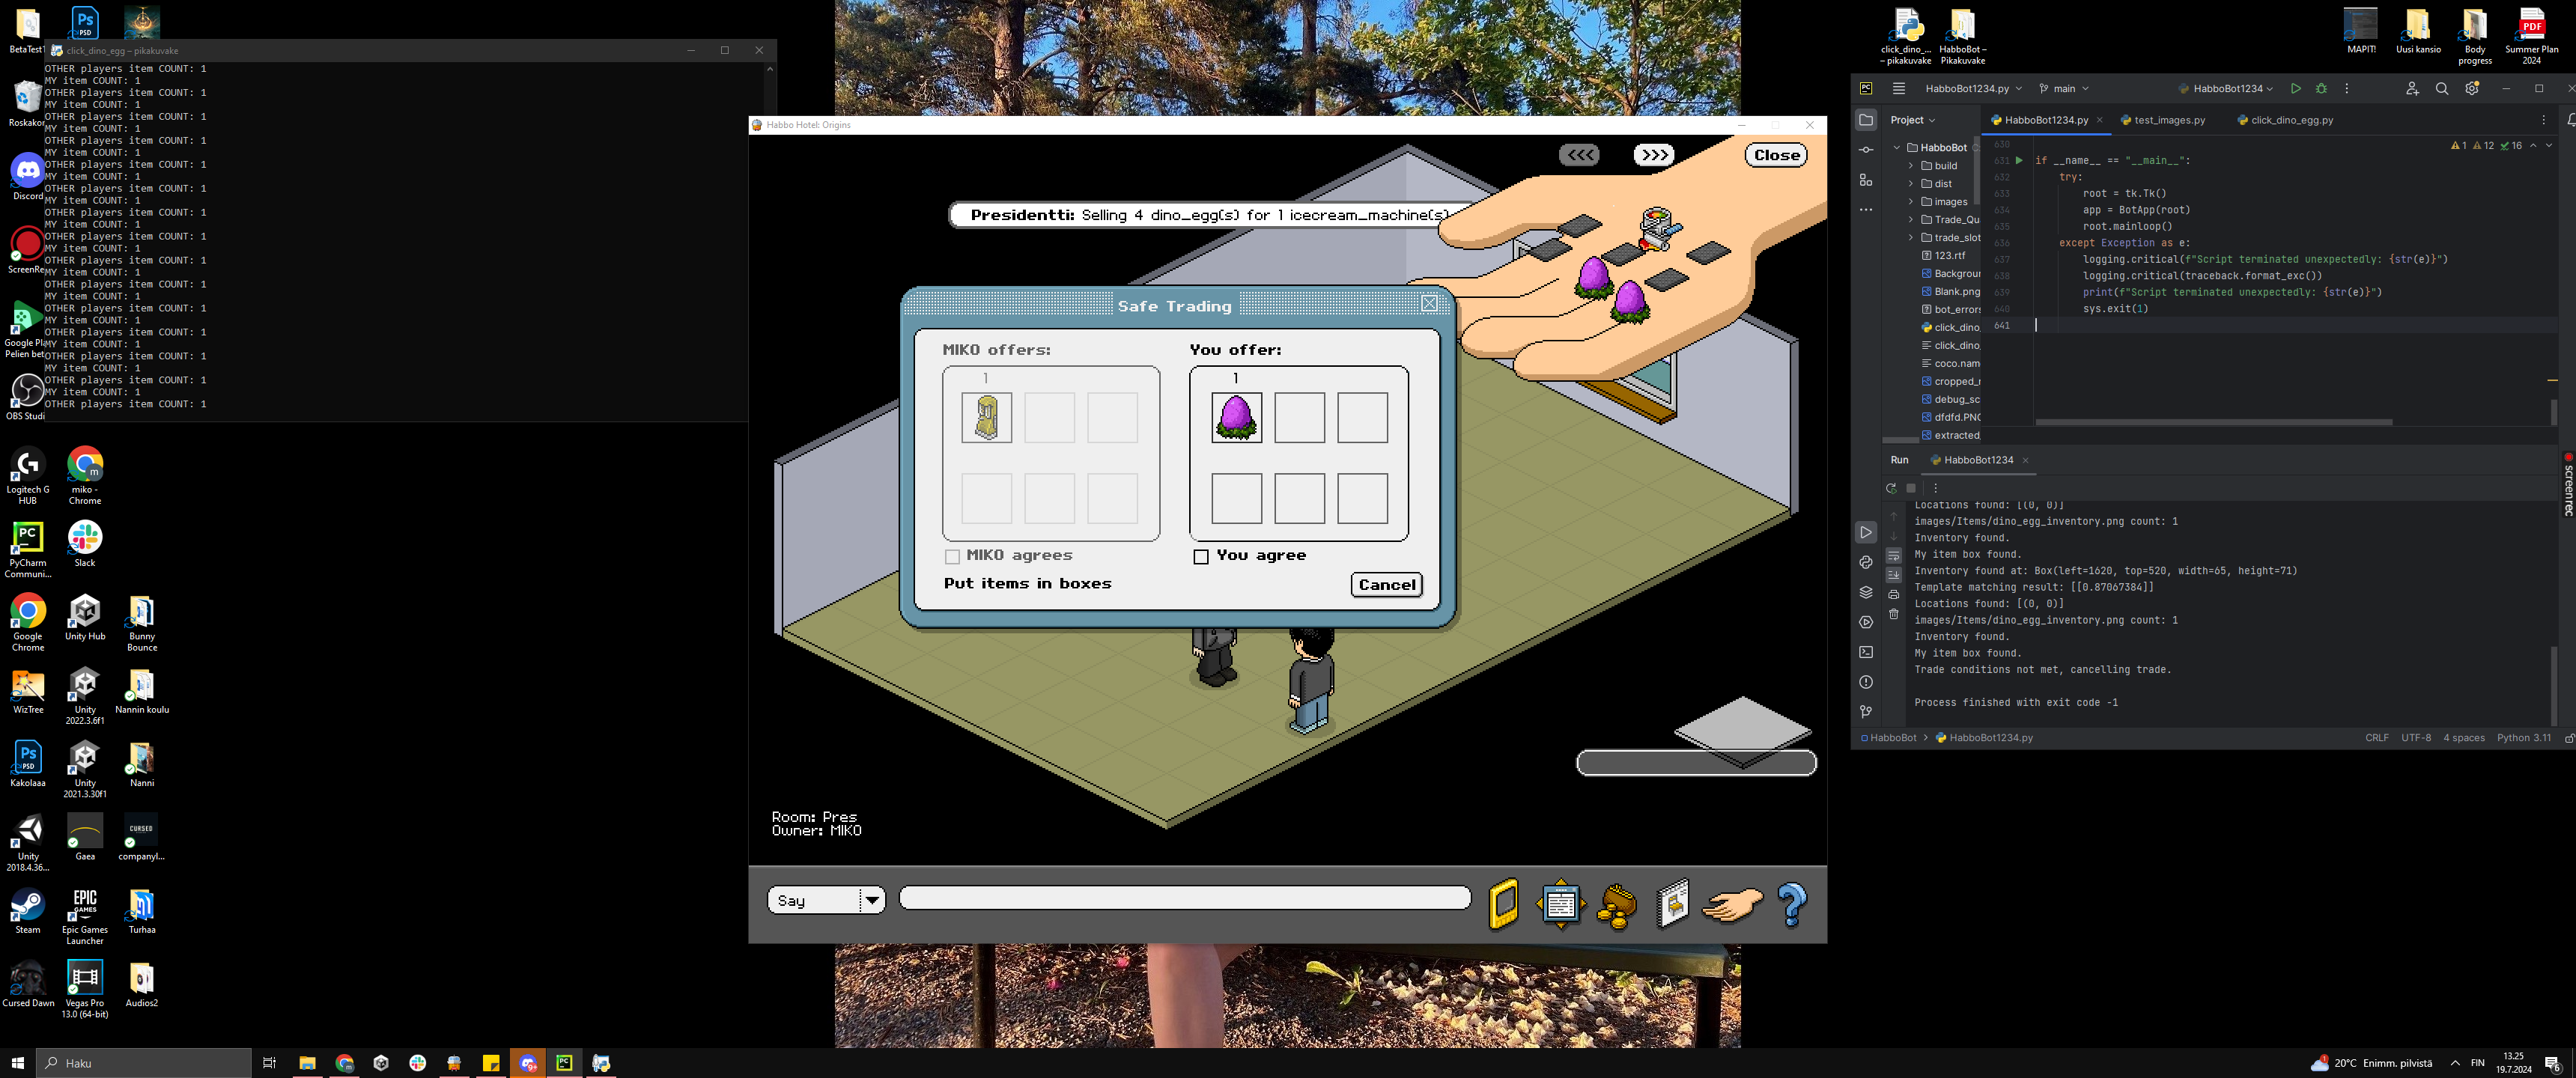 BetaTest1
PSD
click_dino_egg – pikakuvake
OTHER players item COUNT: 1
MY item COUNT: 1
OTHER players item COUNT: 1
MY item COUNT: 1
OTHER players item COUNT: 1
MY item COUNT: 1
OTHER players item COUNT: 1
MY item COUNT: 1
OTHER players item COUNT: 1
MY item COUNT: 1
OTHER players item COUNT: 1
MY item COUNT: 1
OTHER players item COUNT: 1
MY item COUNT: 1
OTHER players item COUNT: 1
MY item COUNT: 1
OTHER players item COUNT: 1
MY item COUNT: 1
OTHER players item COUNT: 1
MY item COUNT: 1
OTHER players item COUNT: 1
MY item COUNT: 1
OTHER players item COUNT: 1
MY item COUNT: 1
OTHER players item COUNT: 1
MY item COUNT: 1
OTHER players item COUNT: 1
MY item COUNT: 1
OTHER players item COUNT: 1
Roskakor
Discord
ScreenRe
Google Pl
Pelien bet
OBS Studi
Logitech G
HUB
miko -
Chrome
PyCharm
Communi...
Slack
Google
Chrome
Unity Hub
Bunny
Bounce
WizTree
Unity
2022.3.6f1
Nannin koulu
Kakolaaa
Unity
2021.3.30f1
Nanni
Unity
2018.4.36...
Gaea
CURSED
companyl...
Steam
Epic Games
Launcher
Turhaa
Cursed Dawn
Vegas Pro
13.0 (64-bit)
Audios2
Habbo Hotel: Origins
<<<
>>>
Close
Presidentti: Selling 4 dino_egg(s) for 1 icecream_machine(s)
Safe Trading
MIKO offers:
You offer:
1
1
MIKO agrees
You agree
Put items in boxes
Cancel
Room: Pres
Owner: MIKO
Say
click_dino_...
– pikakuvake
HabboBot –
Pikakuvake
MAPIT!
Uusi kansio
Body
progress
PDF
Summer Plan
2024
PC
HabboBot1234.py
main
HabboBot1234
Project
HabboBot1234.py
test_images.py
click_dino_egg.py
HabboBot
build
dist
images
Trade_Qu
trade_slot
123.rtf
Backgrour
Blank.png
bot_errors
click_dino_
click_dino_
coco.nam
cropped_r
debug_sc
dfdfd.PNG
extracted_
1 12 16
630
631 if __name__ == "__main__":
632 try:
633 root = tk.Tk()
634 app = BotApp(root)
635 root.mainloop()
636 except Exception as e:
637 logging.critical(f"Script terminated unexpectedly: {str(e)}")
638 logging.critical(traceback.format_exc())
639 print(f"Script terminated unexpectedly: {str(e)}")
640 sys.exit(1)
641
Run
HabboBot1234
Locations found: [(0, 0)]
images/Items/dino_egg_inventory.png count: 1
Inventory found.
My item box found.
Inventory found at: Box(left=1620, top=520, width=65, height=71)
Template matching result: [[0.87067384]]
Locations found: [(0, 0)]
images/Items/dino_egg_inventory.png count: 1
Inventory found.
My item box found.
Trade conditions not met, cancelling trade.
Process finished with exit code -1
HabboBot > HabboBot1234.py
CRLF UTF-8 4 spaces Python 3.11
screenrec
Haku
20°C Enimm. pilvistä
FIN
13.25
19.7.2024
6